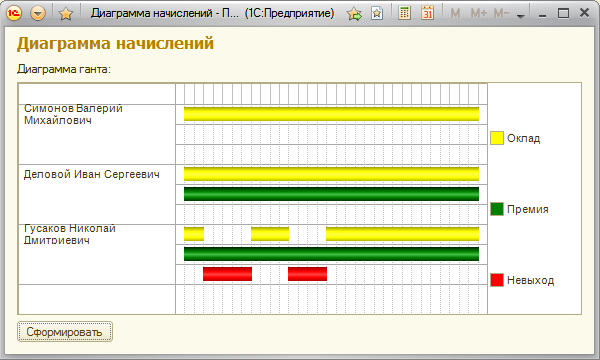 Диаграмма начислений - П... (1С:Предприятие)
M M+ M-
31
Диаграмма начислений
Диаграмма ганта:
Симонов Валерий
Михайлович
Деловой Иван Сергеевич
Гусаков Николай
Дмитриевич
Оклад
Премия
Невыход
Сформировать